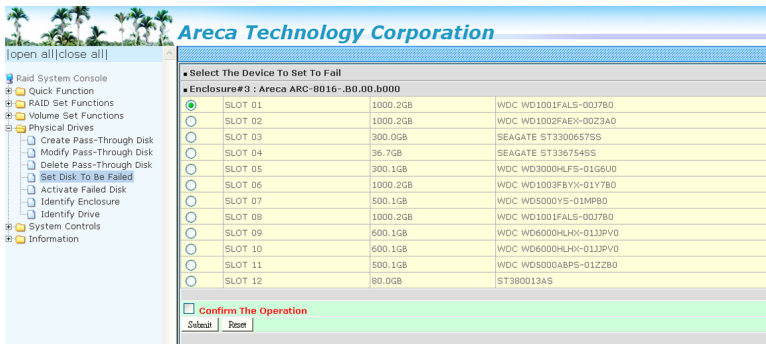 Areca Technology Corporation
|open all|close all|
Raid System Console
Quick Function
RAID Set Functions
Volume Set Functions
Physical Drives
Create Pass-Through Disk
Modify Pass-Through Disk
Delete Pass-Through Disk
Set Disk To Be Failed
Activate Failed Disk
Identify Enclosure
Identify Drive
System Controls
Information
Select The Device To Set To Fail
Enclosure#3 : Areca ARC-8016-.B0.00.b000
SLOT 01 1000.2GB WDC WD1001FALS-00J7B0
SLOT 02 1000.2GB WDC WD1002FAEX-00Z3A0
SLOT 03 300.0GB SEAGATE ST3300657SS
SLOT 04 36.7GB SEAGATE ST336754SS
SLOT 05 300.1GB WDC WD3000HLFS-01G6U0
SLOT 06 1000.2GB WDC WD1003FBYX-01Y7B0
SLOT 07 500.1GB WDC WD5000YS-01MPB0
SLOT 08 1000.2GB WDC WD1001FALS-00J7B0
SLOT 09 600.1GB WDC WD6000HLHX-01JJPV0
SLOT 10 600.1GB WDC WD6000HLHX-01JJPV0
SLOT 11 500.1GB WDC WD5000ABPS-01ZZB0
SLOT 12 80.0GB ST380013AS
Confirm The Operation
Submit Reset